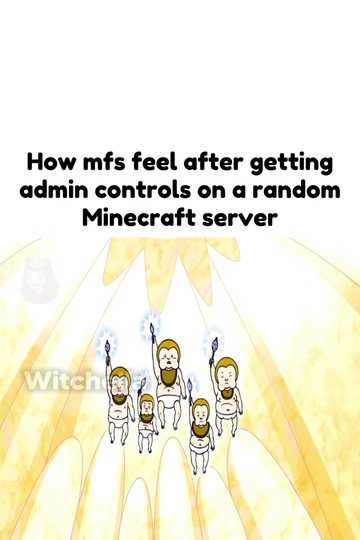 How mfs feel after getting
admin controls on a random
Minecraft server